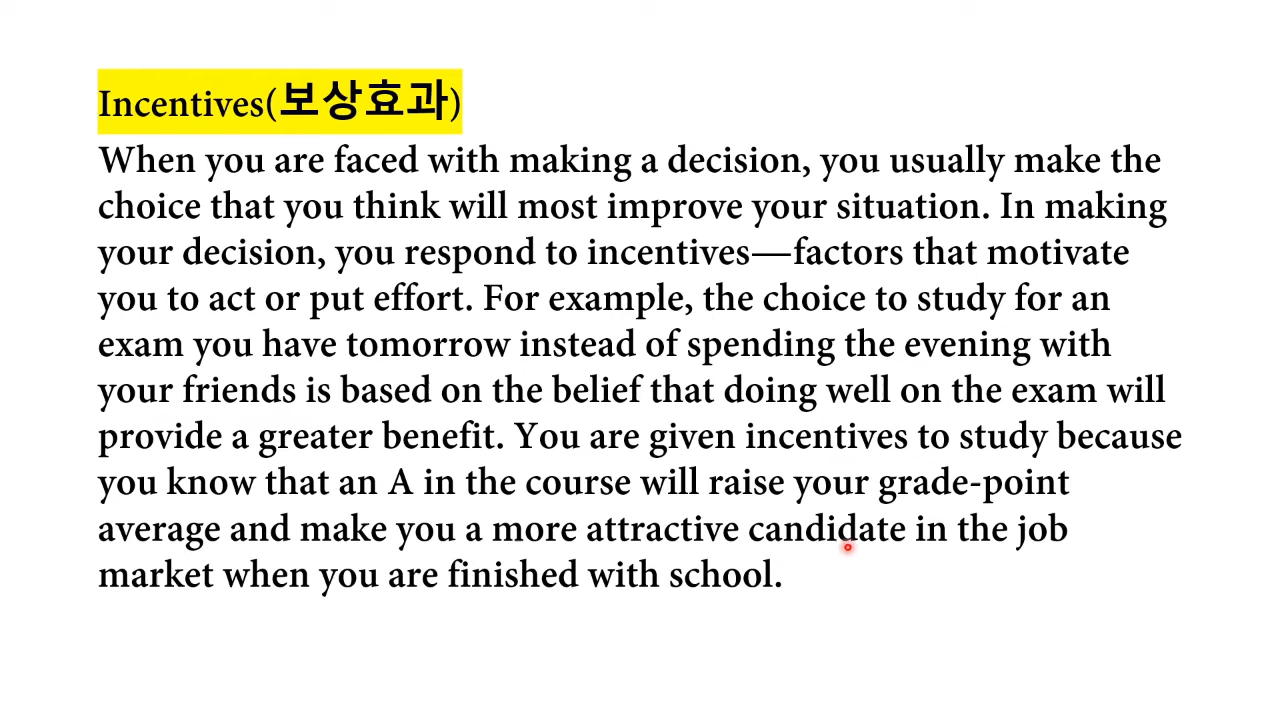 Incentives(보상효과)
When you are faced with making a decision, you usually make the
choice that you think will most improve your situation. In making
your decision, you respond to incentives—factors that motivate
you to act or put effort. For example, the choice to study for an
exam you have tomorrow instead of spending the evening with
your friends is based on the belief that doing well on the exam will
provide a greater benefit. You are given incentives to study because
you know that an A in the course will raise your grade-point
average and make you a more attractive candidate in the job
market when you are finished with school.